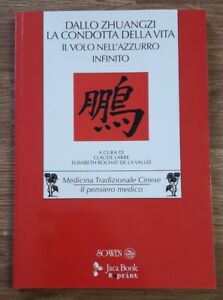 DALLO ZHUANGZI
LA CONDOTTA DELLA VITA
IL VOLO NELL'AZZURRO
INFINITO
鵬
A CURA DI
CLAUDE LARRE
ELISABETH ROCHAT DE LA VALLÉE
Medicina Tradizionale Cinese
Il pensiero medico
SOWEN
Jaca Book
Reprint